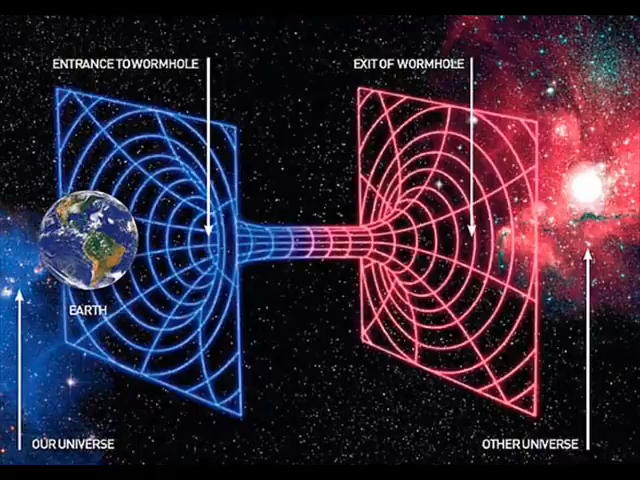 ENTRANCE TO WORMHOLE
EXIT OF WORMHOLE
EARTH
OUR UNIVERSE
OTHER UNIVERSE